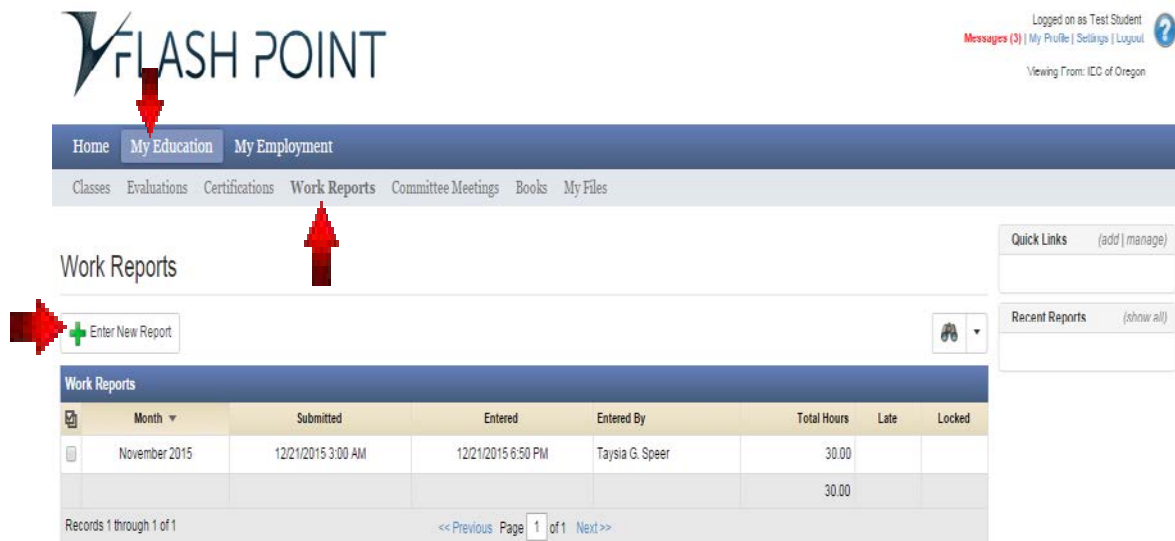 FLASH POINT
Logged on as Test Student
Messages (3) | My Profile | Settings | Logout
?
Viewing From: IEC of Oregon
Home My Education My Employment
Classes Evaluations Certifications Work Reports Committee Meetings Books My Files
Quick Links (add | manage)
Work Reports
Enter New Report
Recent Reports (show all)
Work Reports
Month Submitted Entered Entered By Total Hours Late Locked
November 2015 12/21/2015 3:00 AM 12/21/2015 6:50 PM Taysia G. Speer 30.00
30.00
Records 1 through 1 of 1 << Previous Page 1 of 1 Next >>